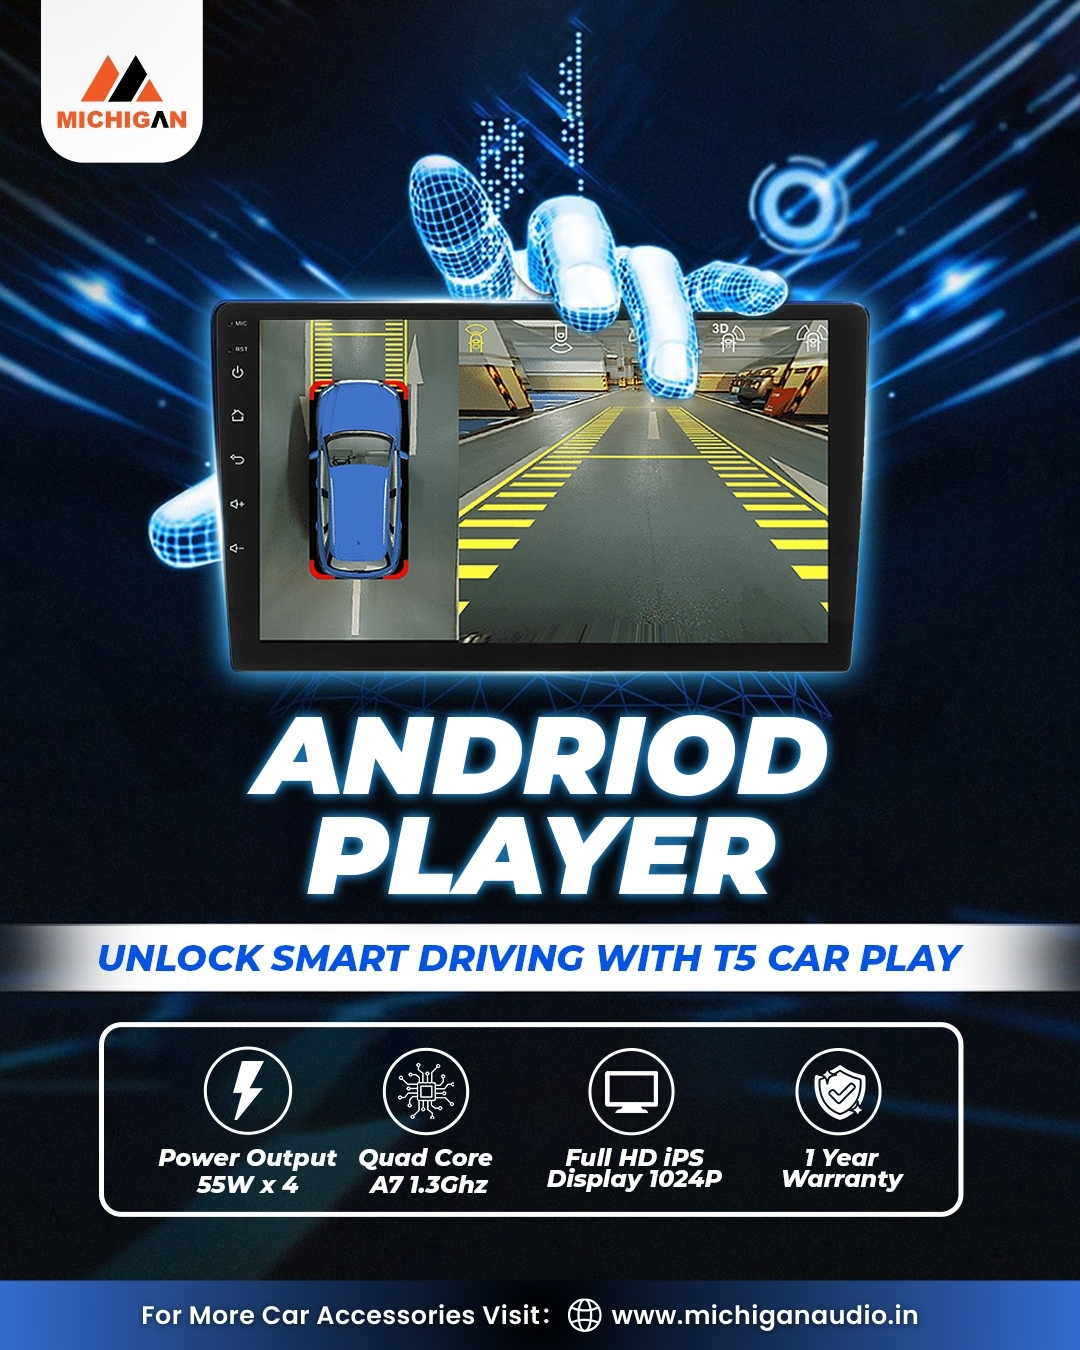 MICHIGAN
MIC
RST
3D
ANDRIOD
PLAYER
UNLOCK SMART DRIVING WITH T5 CAR PLAY
Power Output
55W x 4
Quad Core
A7 1.3Ghz
Full HD iPS
Display 1024P
1 Year
Warranty
For More Car Accessories Visit: www.michiganaudio.in